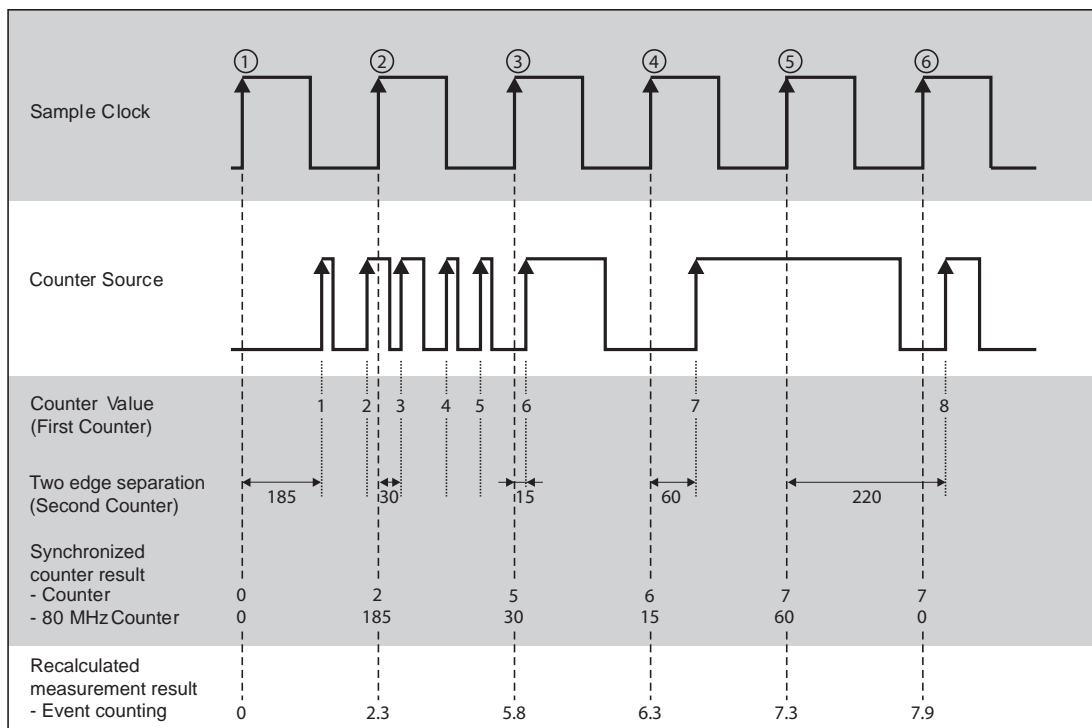 ① ② ③ ④ ⑤ ⑥
Sample Clock
Counter Source
Counter Value
(First Counter)
1 2 3 4 5 6 7 8
Two edge separation
(Second Counter)
185 30 15 60 220
Synchronized
counter result
- Counter 0 2 5 6 7 7
- 80 MHz Counter 0 185 30 15 60 0
Recalculated
measurement result
- Event counting 0 2.3 5.8 6.3 7.3 7.9